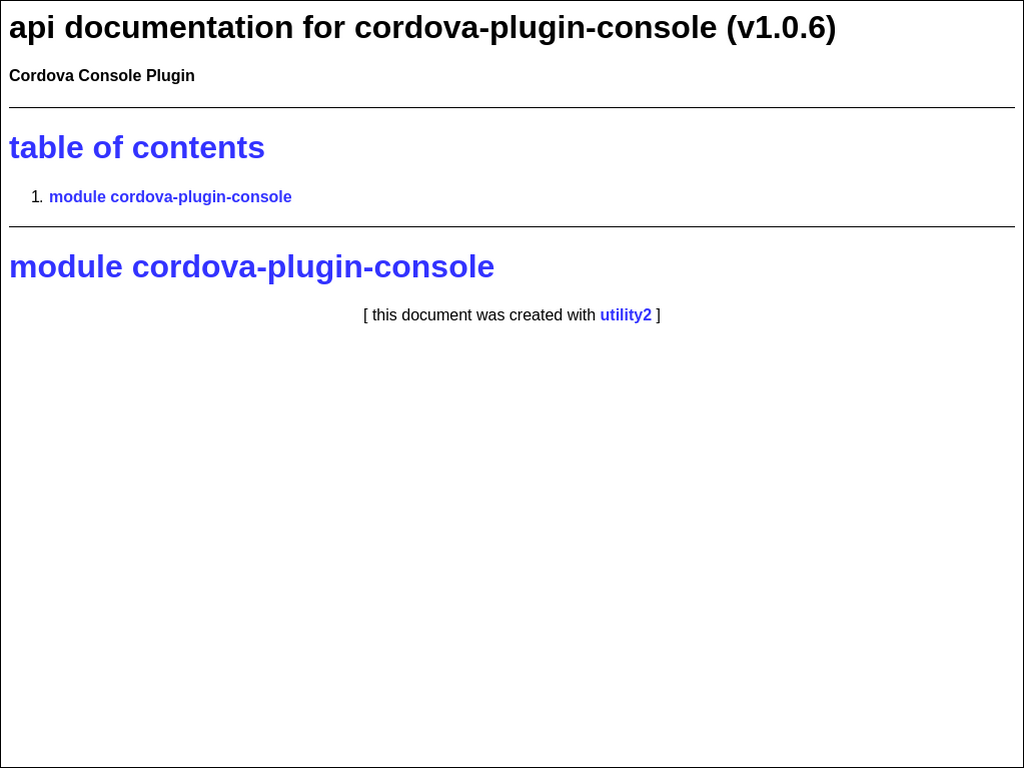 api documentation for cordova-plugin-console (v1.0.6)
Cordova Console Plugin
table of contents
1. module cordova-plugin-console
module cordova-plugin-console
[ this document was created with utility2 ]